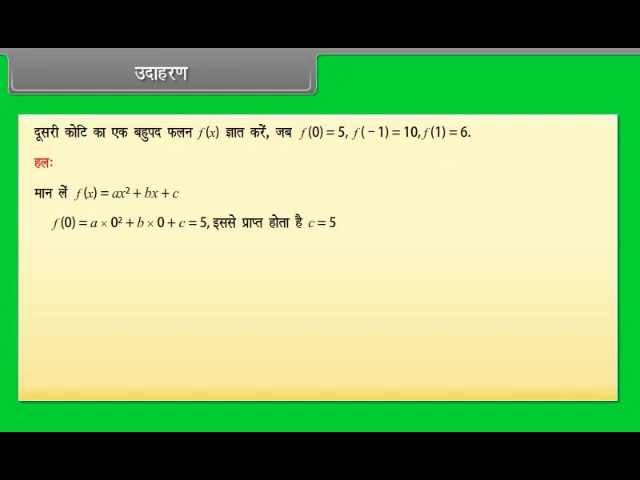 उदाहरण
दूसरी कोटि का एक बहुपद फलन f(x) ज्ञात करें, जब f(0) = 5, f(−1) = 10, f(1) = 6.
हलः
मान लें f(x) = ax² + bx + c
f(0) = a × 0² + b × 0 + c = 5, इससे प्राप्त होता है c = 5